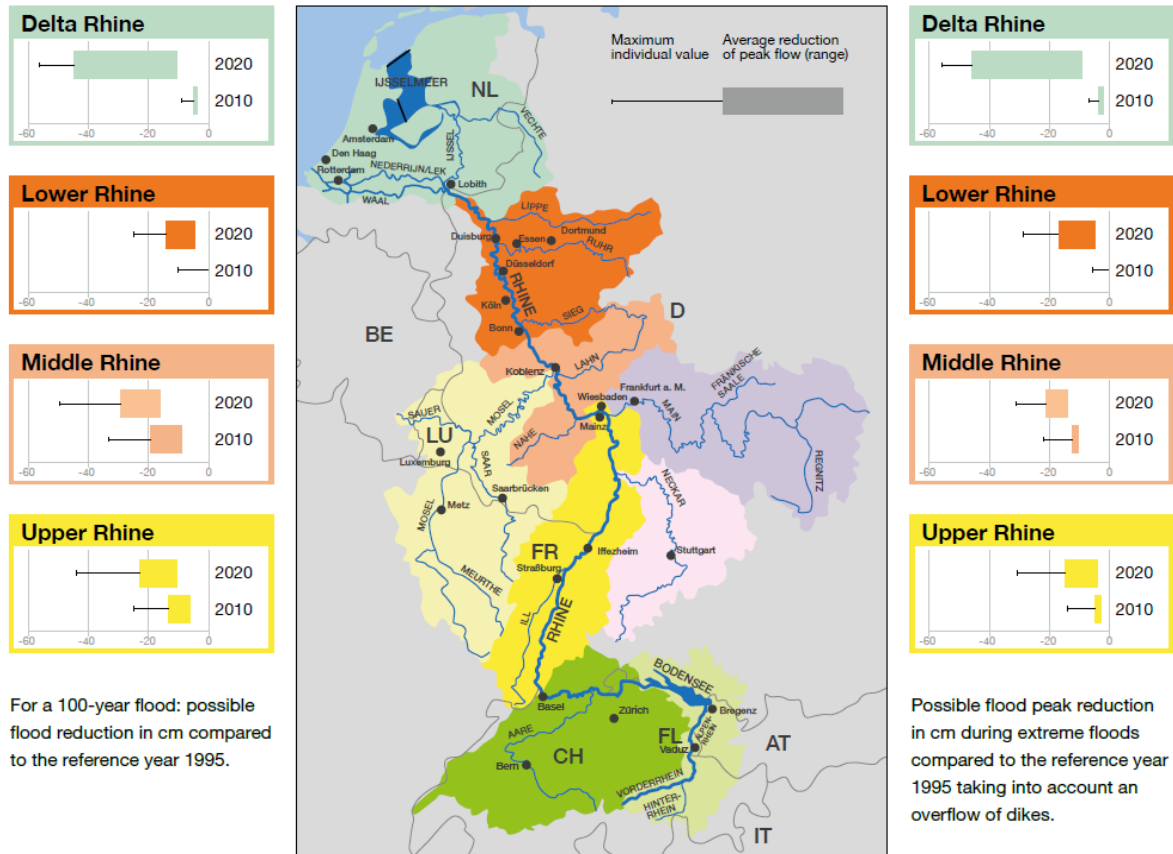 Delta Rhine
2020
2010
-60
-40
-20
0
Lower Rhine
2020
2010
-60
-40
-20
0
Middle Rhine
2020
2010
-60
-40
-20
0
Upper Rhine
2020
2010
-60
-40
-20
0
For a 100-year flood: possible
flood reduction in cm compared
to the reference year 1995.
Maximum
individual value
Average reduction
of peak flow (range)
IJSSELMEER
NL
VECHTE
Amsterdam
IJSSEL
Den Haag
Rotterdam
NEDERRIJN/LEK
Lobith
WAAL
LIPPE
Duisburg
Essen
Dortmund
RUHR
Düsseldorf
RHINE
Köln
SIEG
D
Bonn
BE
LAHN
Koblenz
FRÄNKISCHE
SAALE
Frankfurt a. M.
Wiesbaden
MAIN
MOSEL
SAUER
Mainz
LU
NAHE
REGNITZ
Luxemburg
SAAR
NECKAR
Saarbrücken
MOSEL
Metz
FR
Iffezheim
Stuttgart
Straßburg
MEURTHE
ILL
RHINE
BODENSEE
Basel
Zürich
Bregenz
AARE
ALPEN-
RHEIN
FL
Vaduz
AT
CH
Bern
VORDERRHEIN
HINTER-
RHEIN
IT
Delta Rhine
2020
2010
-60
-40
-20
0
Lower Rhine
2020
2010
-60
-40
-20
0
Middle Rhine
2020
2010
-60
-40
-20
0
Upper Rhine
2020
2010
-60
-40
-20
0
Possible flood peak reduction
in cm during extreme floods
compared to the reference year
1995 taking into account an
overflow of dikes.